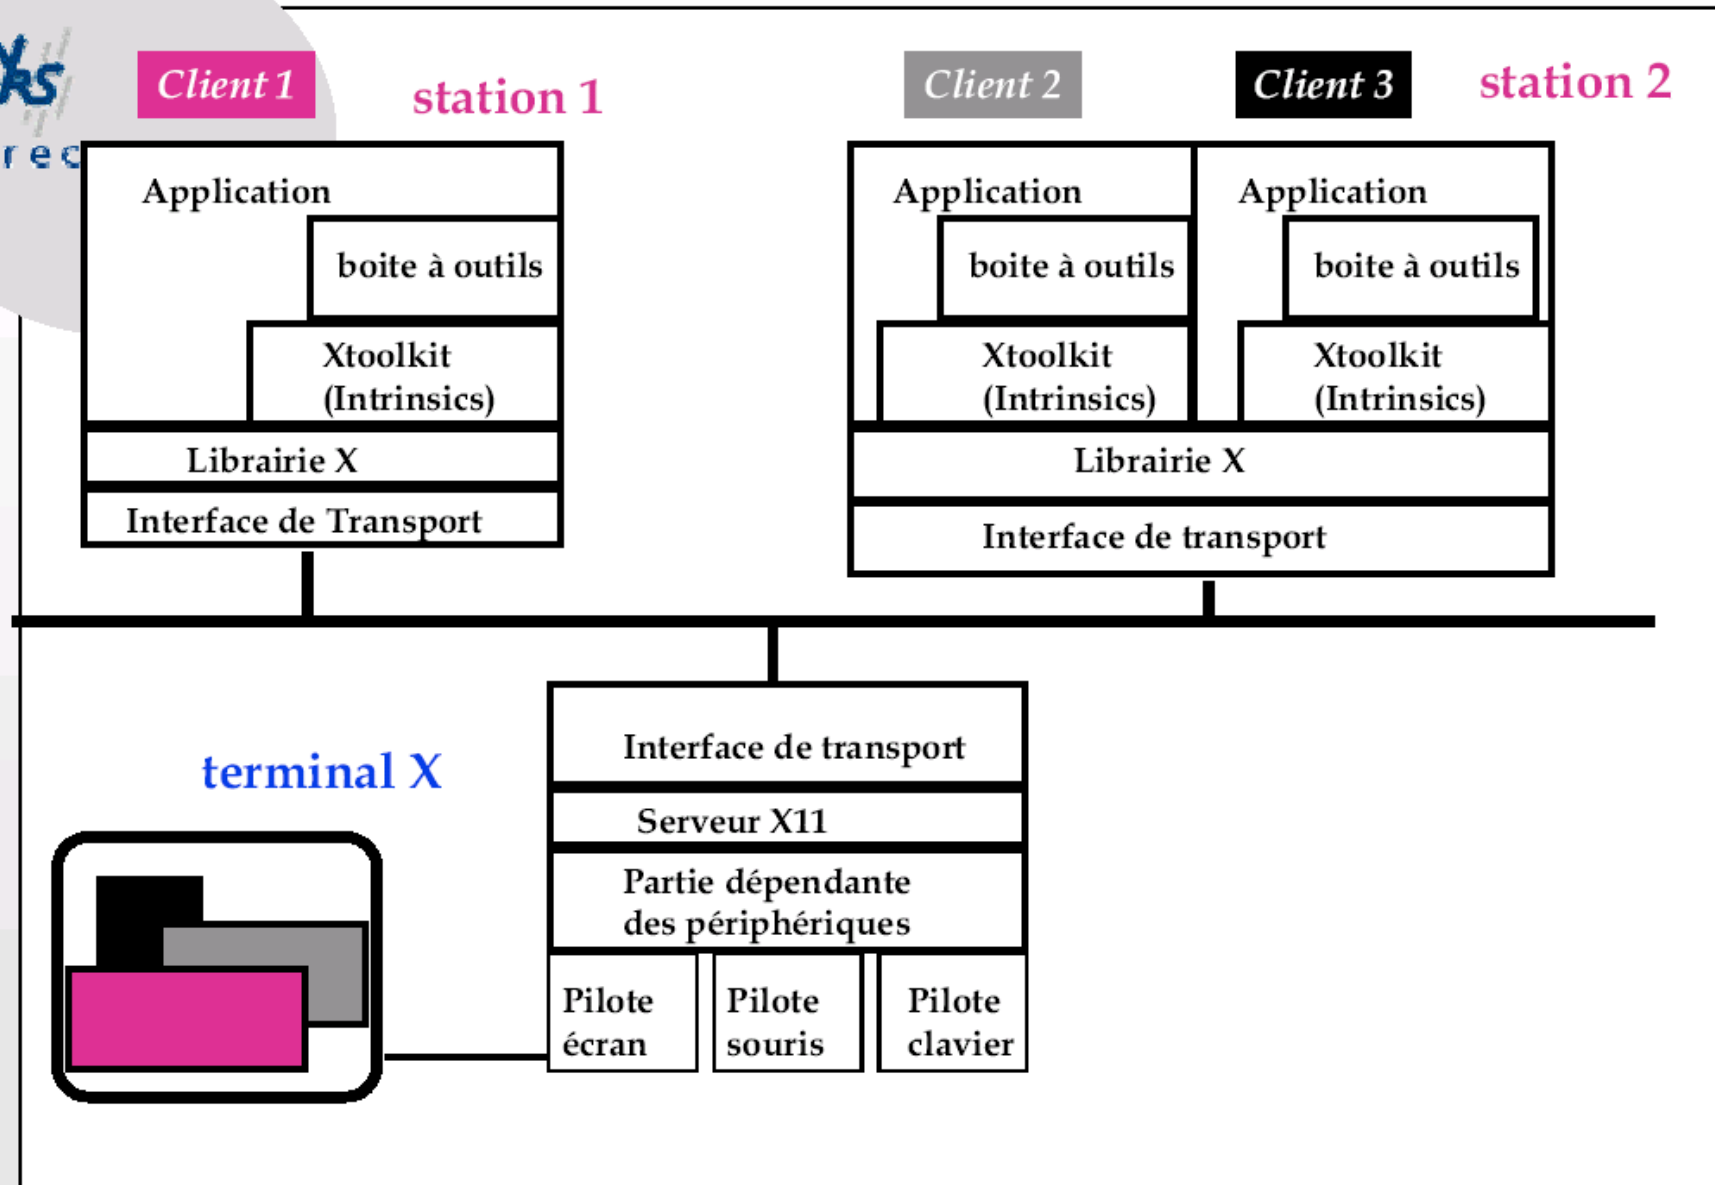 Client 1
station 1
Client 2
Client 3
station 2
rec
Application
boite à outils
Xtoolkit
(Intrinsics)
Librairie X
Interface de Transport
Application
boite à outils
Xtoolkit
(Intrinsics)
Application
boite à outils
Xtoolkit
(Intrinsics)
Librairie X
Interface de transport
terminal X
Interface de transport
Serveur X11
Partie dépendante
des périphériques
Pilote
écran
Pilote
souris
Pilote
clavier